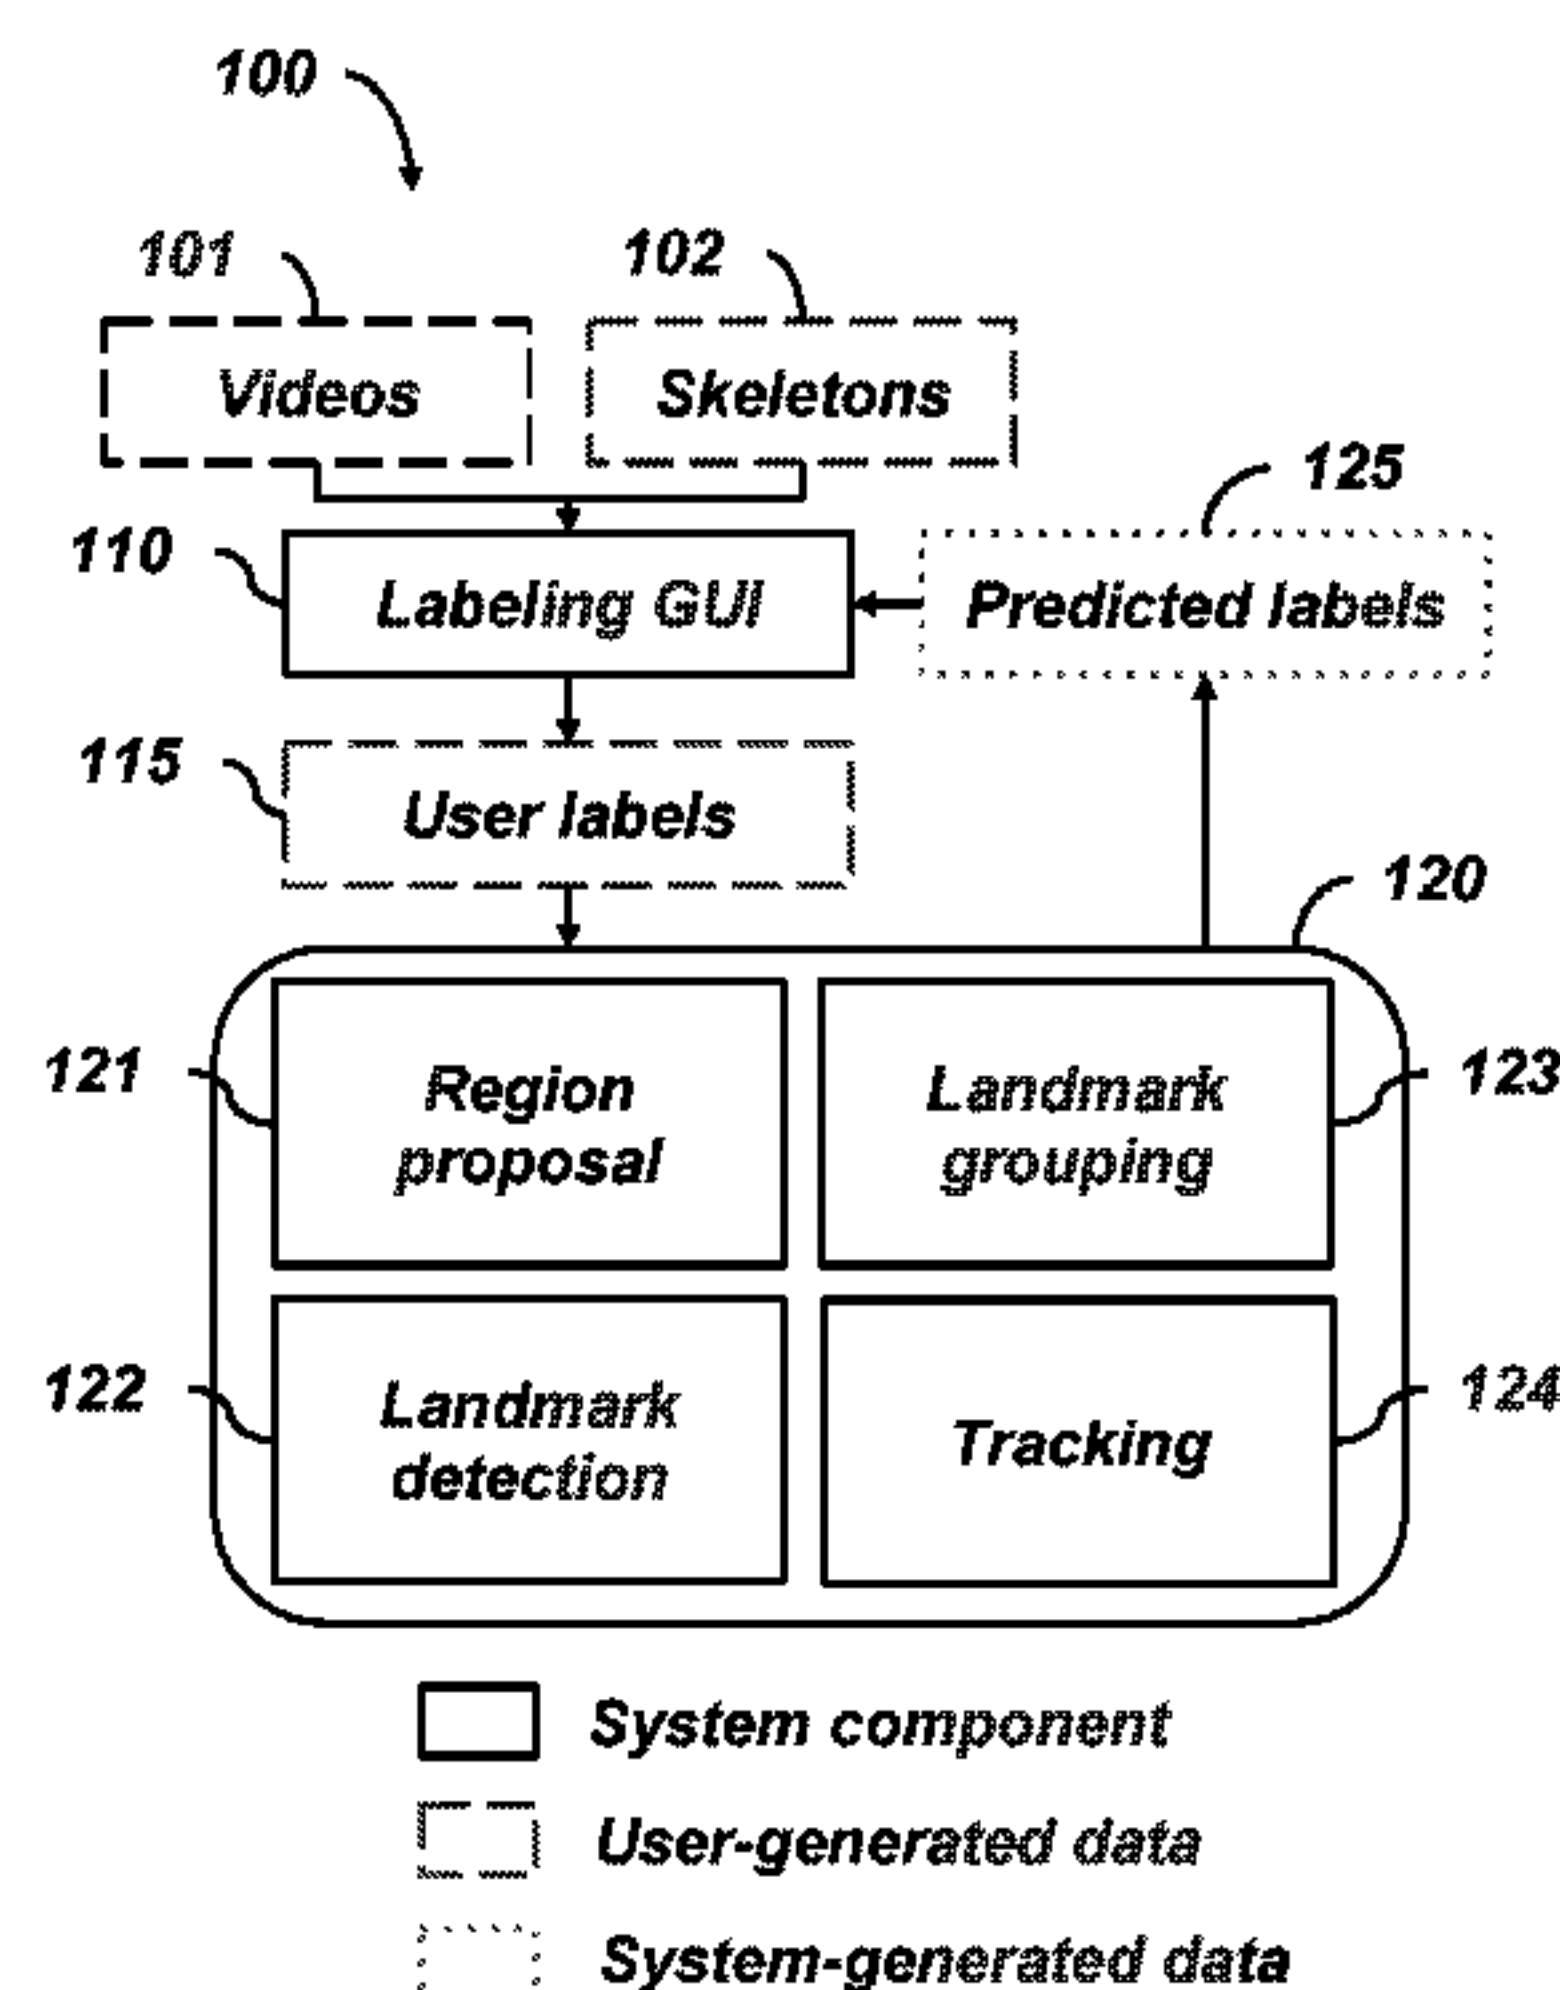 100
101
102
Videos
Skeletons
125
110
Labeling GUI
Predicted labels
115
User labels
120
121
Region
proposal
Landmark
grouping
123
122
Landmark
detection
Tracking
124
System component
User-generated data
System-generated data